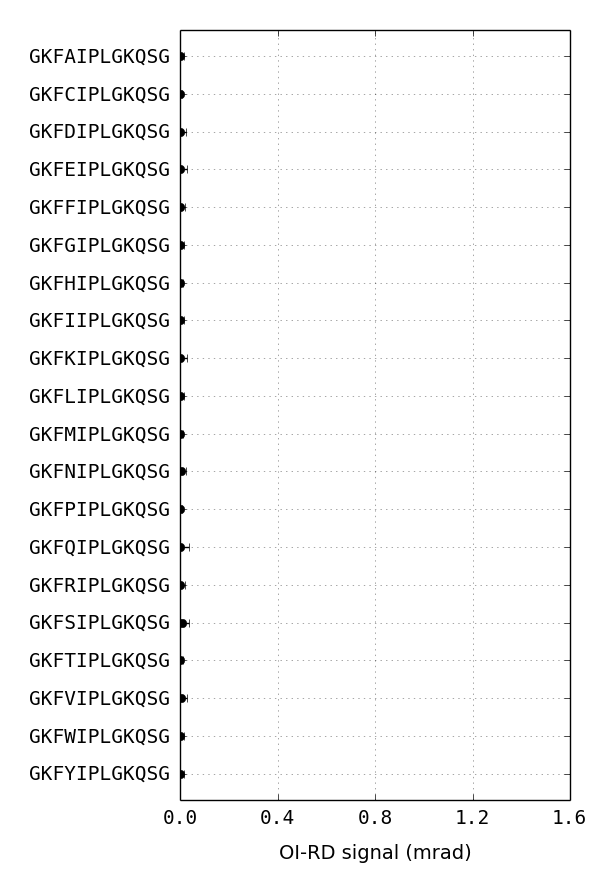 GKFAIPLGKQSG
GKFCIPLGKQSG
GKFDIPLGKQSG
GKFEIPLGKQSG
GKFFIPLGKQSG
GKFGIPLGKQSG
GKFHIPLGKQSG
GKFIIPLGKQSG
GKFKIPLGKQSG
GKFLIPLGKQSG
GKFMIPLGKQSG
GKFNIPLGKQSG
GKFPIPLGKQSG
GKFQIPLGKQSG
GKFRIPLGKQSG
GKFSIPLGKQSG
GKFTIPLGKQSG
GKFVIPLGKQSG
GKFWIPLGKQSG
GKFYIPLGKQSG
0.0 0.4 0.8 1.2 1.6
OI-RD signal (mrad)